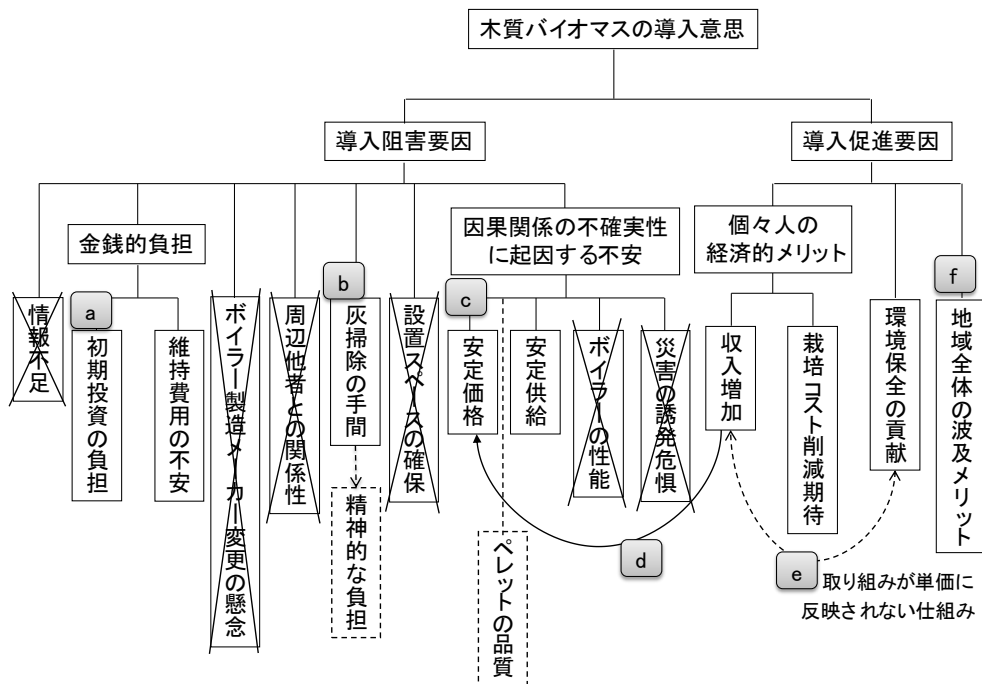 木質バイオマスの導入意思
導入阻害要因
導入促進要因
金銭的負担
因果関係の不確実性
に起因する不安
個々人の
経済的メリット
情報不足
a
初期投資の負担
維持費用の不安
ボイラー製造メーカー変更の懸念
周辺他者との関係性
b
灰掃除の手間
精神的な負担
設置スペースの確保
c
安定価格
安定供給
ボイラーの性能
災害の誘発危惧
ペレットの品質
収入増加
栽培コスト削減期待
環境保全の貢献
f
地域全体の波及メリット
d
e
取り組みが単価に
反映されない仕組み